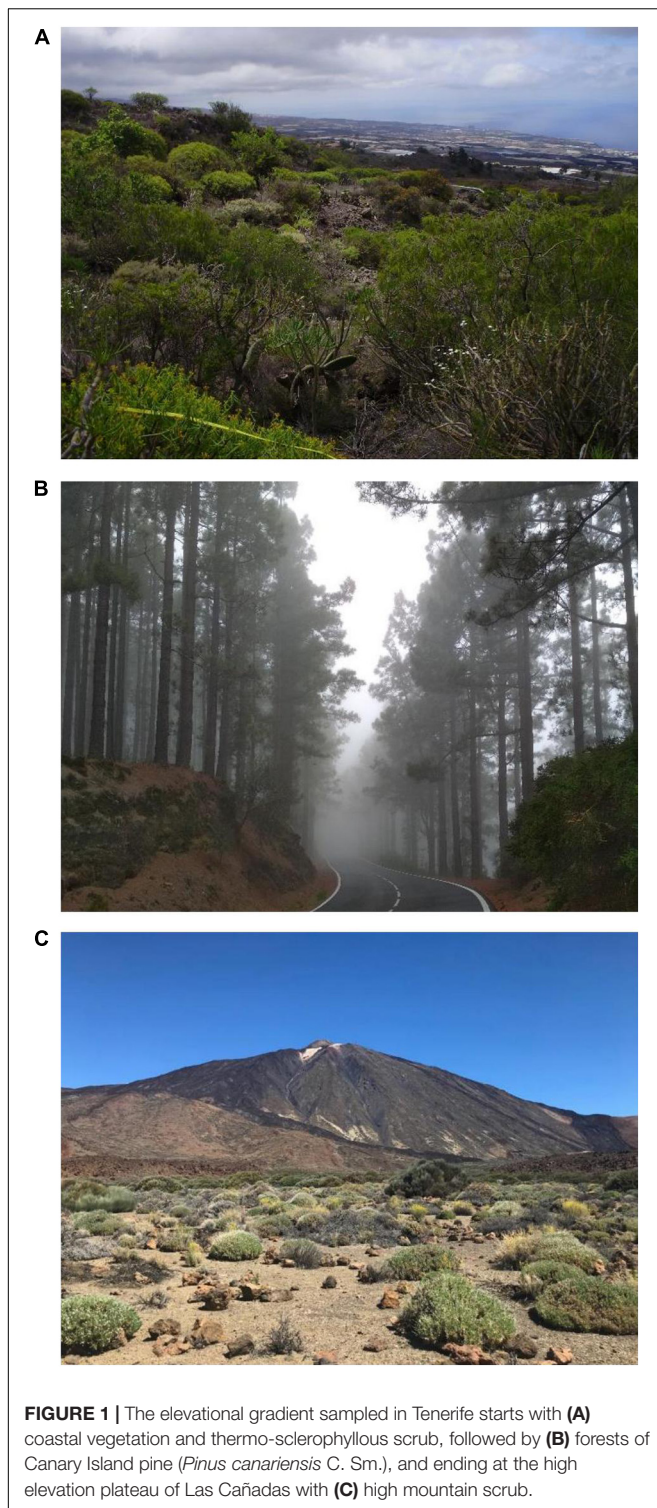 A
B
C
FIGURE 1 | The elevational gradient sampled in Tenerife starts with (A)
coastal vegetation and thermo-sclerophyllous scrub, followed by (B) forests of
Canary Island pine (Pinus canariensis C. Sm.), and ending at the high
elevation plateau of Las Cañadas with (C) high mountain scrub.